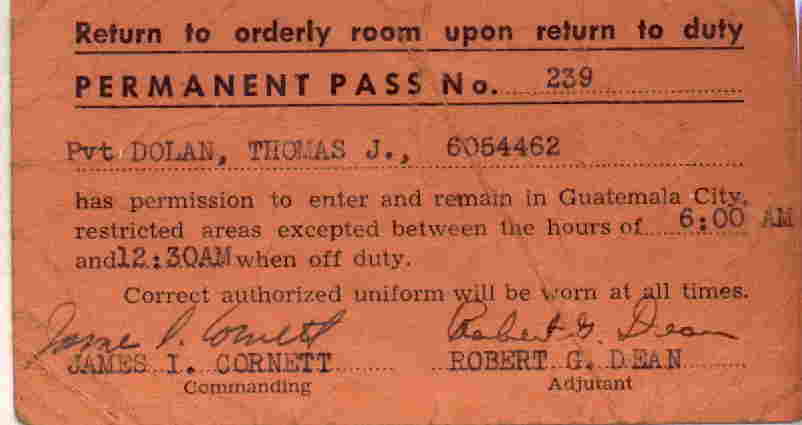 Return to orderly room upon return to duty
PERMANENT PASS No. 239
Pvt DOLAN, THOMAS J., 6054462
has permission to enter and remain in Guatemala City,
restricted areas excepted between the hours of 6:00 AM
and 12:30AM when off duty.
Correct authorized uniform will be worn at all times.
James I. Cornett Robert G. Dean
JAMES I. CORNETT ROBERT G. DEAN
Commanding Adjutant